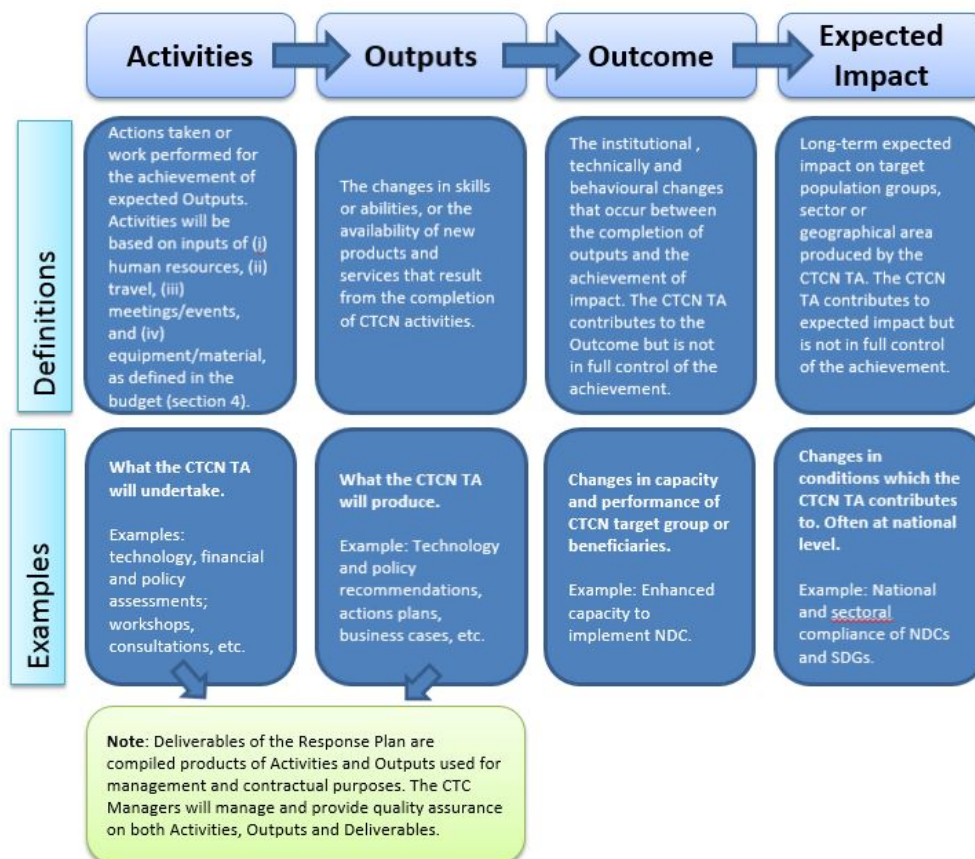 Activities
Outputs
Outcome
Expected
Impact
Definitions
Actions taken or
work performed for
the achievement of
expected Outputs.
Activities will be
based on inputs of (i)
human resources, (ii)
travel, (iii)
meetings/events,
and (iv)
equipment/material,
as defined in the
budget (section 4).
The changes in skills
or abilities, or the
availability of new
products and
services that result
from the completion
of CTCN activities.
The institutional ,
technically and
behavioural changes
that occur between
the completion of
outputs and the
achievement of
impact. The CTCN TA
contributes to the
Outcome but is not
in full control of the
achievement.
Long-term expected
impact on target
population groups,
sector or
geographical area
produced by the
CTCN TA. The CTCN
TA contributes to
expected impact but
is not in full control
of the achievement.
Examples
What the CTCN TA
will undertake.
Examples:
technology, financial
and policy
assessments;
workshops,
consultations, etc.
What the CTCN TA
will produce.
Example: Technology
and policy
recommendations,
actions plans,
business cases, etc.
Changes in capacity
and performance of
CTCN target group or
beneficiaries.
Example: Enhanced
capacity to
implement NDC.
Changes in
conditions which the
CTCN TA contributes
to. Often at national
level.
Example: National
and sectoral
compliance of NDCs
and SDGs.
Note: Deliverables of the Response Plan are
compiled products of Activities and Outputs used for
management and contractual purposes. The CTC
Managers will manage and provide quality assurance
on both Activities, Outputs and Deliverables.